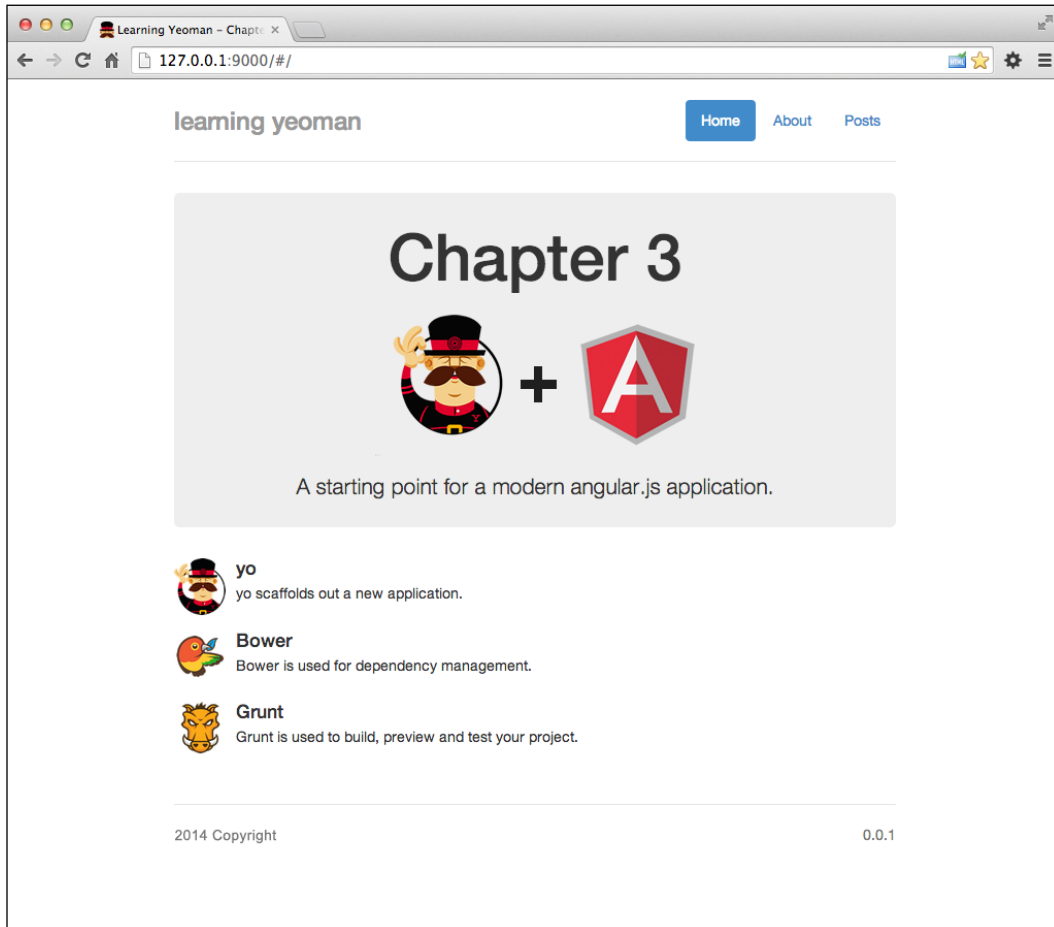 Learning Yeoman – Chapte
127.0.0.1:9000/#/
learning yeoman
Home About Posts
Chapter 3
A starting point for a modern angular.js application.
yo
yo scaffolds out a new application.
Bower
Bower is used for dependency management.
Grunt
Grunt is used to build, preview and test your project.
2014 Copyright 0.0.1